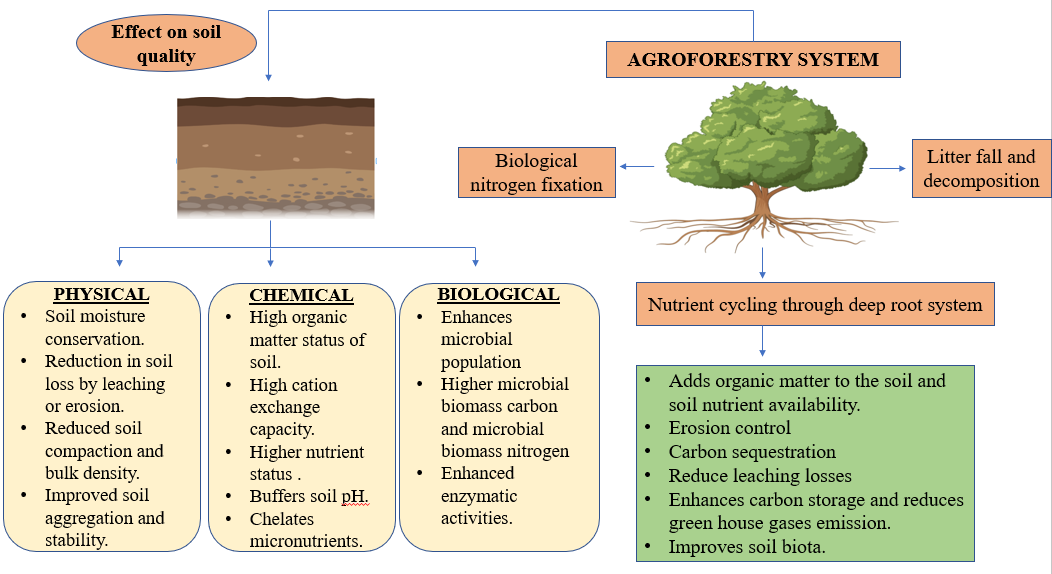 Effect on soil
quality
AGROFORESTRY SYSTEM
Biological
nitrogen fixation
Litter fall and
decomposition
Nutrient cycling through deep root system
PHYSICAL
• Soil moisture
conservation.
• Reduction in soil
loss by leaching
or erosion.
• Reduced soil
compaction and
bulk density.
• Improved soil
aggregation and
stability.
CHEMICAL
• High organic
matter status of
soil.
• High cation
exchange
capacity.
• Higher nutrient
status .
• Buffers soil pH.
• Chelates
micronutrients.
BIOLOGICAL
• Enhances
microbial
population
• Higher microbial
biomass carbon
and microbial
biomass nitrogen
• Enhanced
enzymatic
activities.
• Adds organic matter to the soil and
soil nutrient availability.
• Erosion control
• Carbon sequestration
• Reduce leaching losses
• Enhances carbon storage and reduces
green house gases emission.
• Improves soil biota.